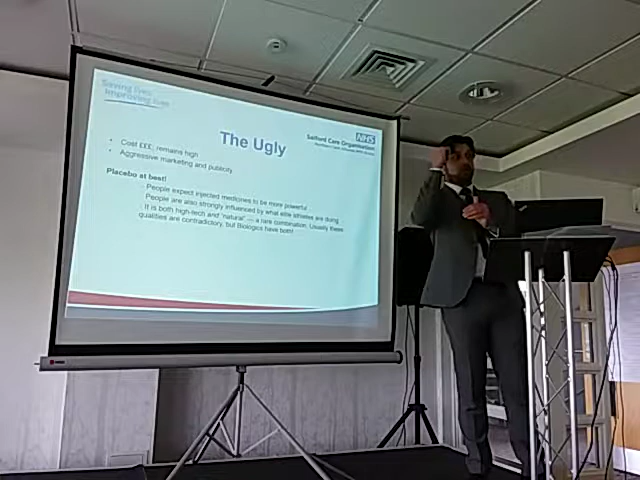 Saving lives,
Improving lives
The Ugly
NHS
Salford Care Organisation
Cost £££; remains high
Aggressive marketing and publicity
Placebo at best!
People expect injected medicines to be more powerful
People are also strongly influenced by what elite athletes are doing
It is both high-tech and "natural" — a rare combination. Usually these
qualities are contradictory, but Biologics have both!